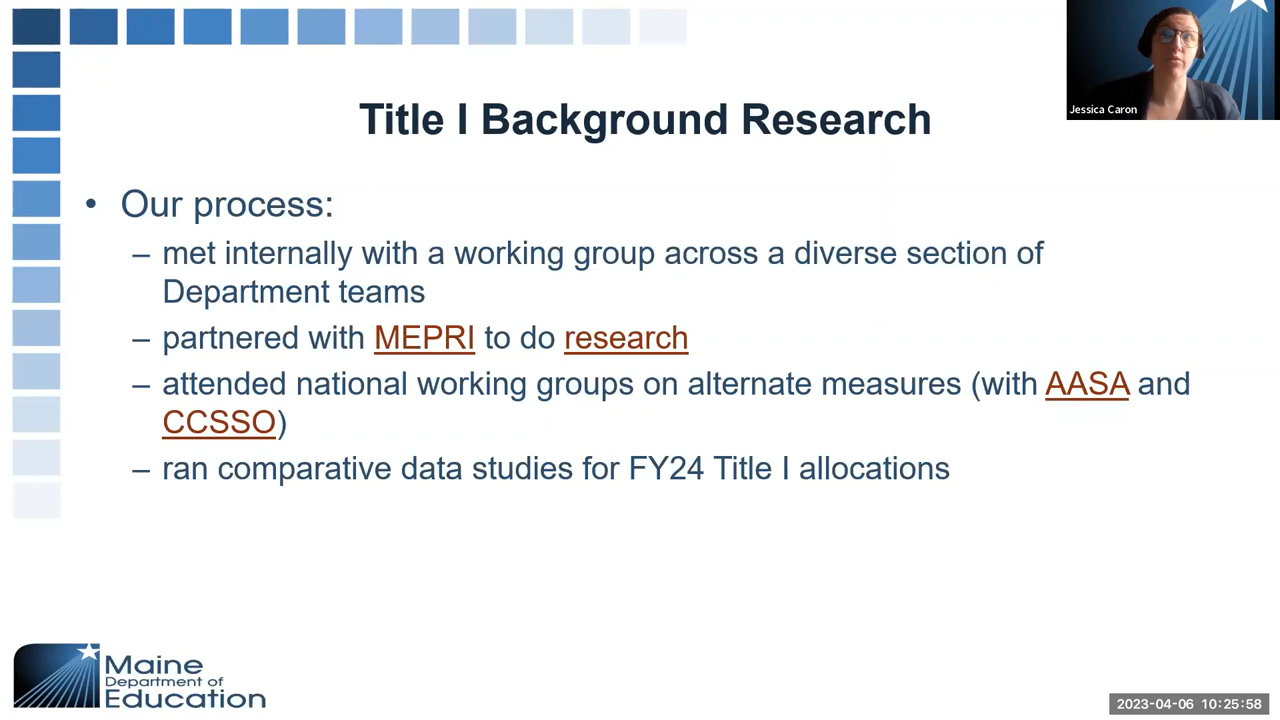 Jessica Caron
Title I Background Research
• Our process:
– met internally with a working group across a diverse section of
Department teams
– partnered with MEPRI to do research
– attended national working groups on alternate measures (with AASA and
CCSSO)
– ran comparative data studies for FY24 Title I allocations
Maine
Department of
Education
2023-04-06 10:25:58